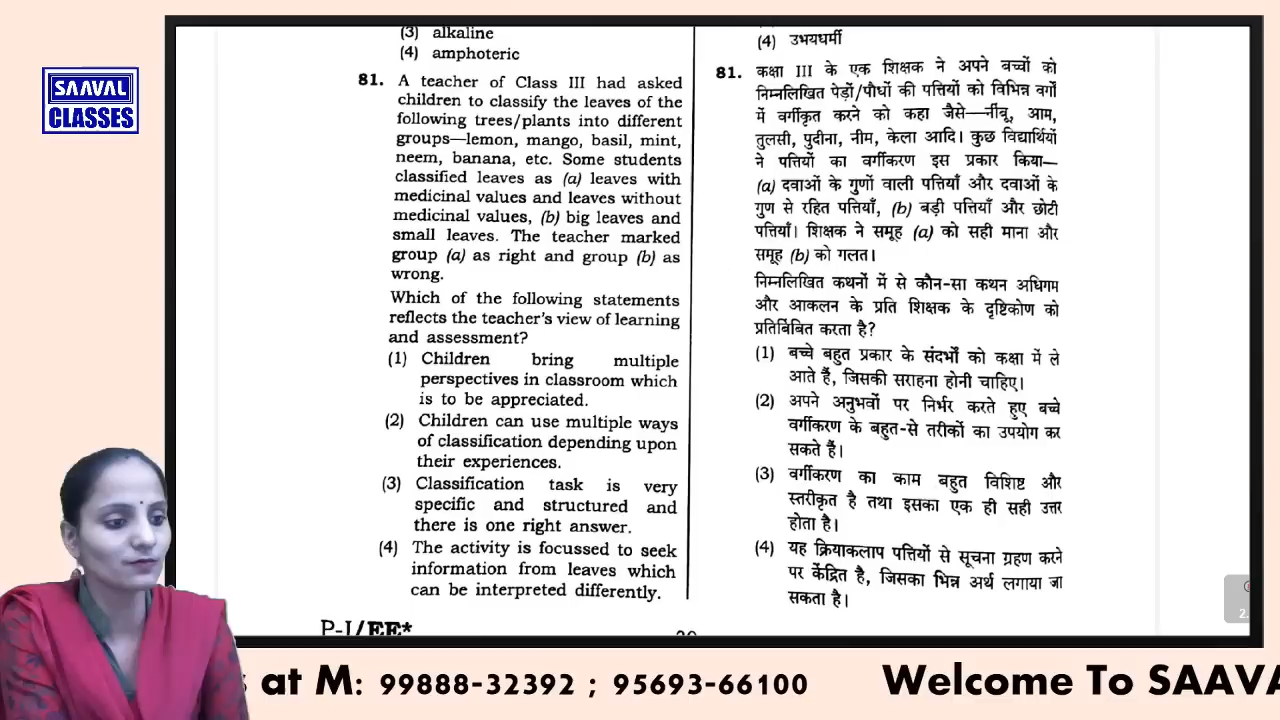 SAAVAL
CLASSES
(3) alkaline
(4) amphoteric
81. A teacher of Class III had asked
children to classify the leaves of the
following trees/plants into different
groups—lemon, mango, basil, mint,
neem, banana, etc. Some students
classified leaves as (a) leaves with
medicinal values and leaves without
medicinal values, (b) big leaves and
small leaves. The teacher marked
group (a) as right and group (b) as
wrong.
Which of the following statements
reflects the teacher's view of learning
and assessment?
(1) Children bring multiple
perspectives in classroom which
is to be appreciated.
(2) Children can use multiple ways
of classification depending upon
their experiences.
(3) Classification task is very
specific and structured and
there is one right answer.
(4) The activity is focussed to seek
information from leaves which
can be interpreted differently.
P-I/EE*
(4) उभयधर्मी
81. कक्षा III के एक शिक्षक ने अपने बच्चों को
निम्नलिखित पेड़ों/पौधों की पत्तियों को विभिन्न वर्गों
में वर्गीकृत करने को कहा जैसे—नींबू, आम,
तुलसी, पुदीना, नीम, केला आदि। कुछ विद्यार्थियों
ने पत्तियों का वर्गीकरण इस प्रकार किया—
(a) दवाओं के गुणों वाली पत्तियाँ और दवाओं के
गुण से रहित पत्तियाँ, (b) बड़ी पत्तियाँ और छोटी
पत्तियाँ। शिक्षक ने समूह (a) को सही माना और
समूह (b) को गलत।
निम्नलिखित कथनों में से कौन-सा कथन अधिगम
और आकलन के प्रति शिक्षक के दृष्टिकोण को
प्रतिबिंबित करता है?
(1) बच्चे बहुत प्रकार के संदर्भों को कक्षा में ले
आते हैं, जिसकी सराहना होनी चाहिए।
(2) अपने अनुभवों पर निर्भर करते हुए बच्चे
वर्गीकरण के बहुत-से तरीकों का उपयोग कर
सकते हैं।
(3) वर्गीकरण का काम बहुत विशिष्ट और
स्तरीकृत है तथा इसका एक ही सही उत्तर
होता है।
(4) यह क्रियाकलाप पत्तियों से सूचना ग्रहण करने
पर केंद्रित है, जिसका भिन्न अर्थ लगाया जा
सकता है।
at M: 99888-32392 ; 95693-66100 Welcome To SAAVA